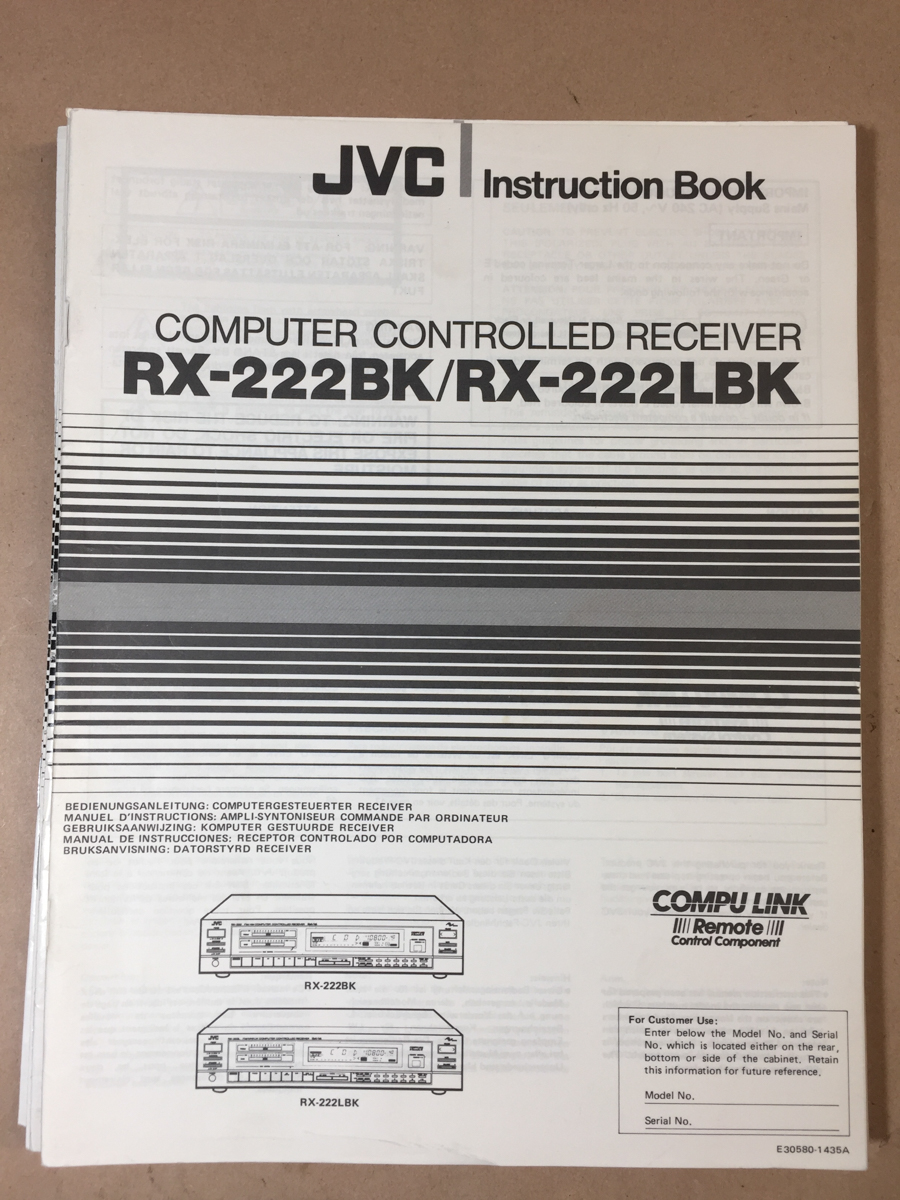 JVC Instruction Book
COMPUTER CONTROLLED RECEIVER
RX-222BK/RX-222LBK
BEDIENUNGSANLEITUNG: COMPUTERGESTEUERTER RECEIVER
MANUEL D'INSTRUCTIONS: AMPLI-SYNTONISEUR COMMANDE PAR ORDINATEUR
GEBRUIKSAANWIJZING: KOMPUTER GESTUURDE RECEIVER
MANUAL DE INSTRUCCIONES: RECEPTOR CONTROLADO POR COMPUTADORA
BRUKSANVISNING: DATORSTYRD RECEIVER
JVC
RX-222BK
JVC
RX-222LBK
COMPU LINK
Remote
Control Component
For Customer Use:
Enter below the Model No. and Serial
No. which is located either on the rear,
bottom or side of the cabinet. Retain
this information for future reference.
Model No.
Serial No.
E30580-1435A